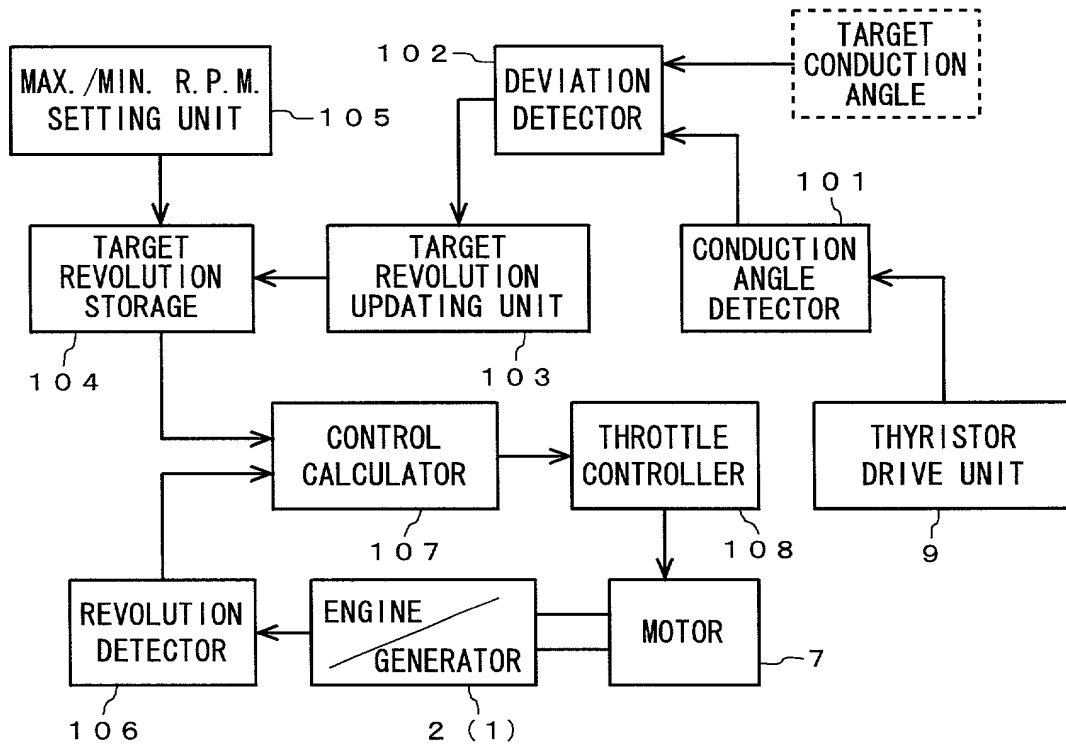 102
TARGET
CONDUCTION
ANGLE
MAX./MIN. R.P.M.
SETTING UNIT
105
DEVIATION
DETECTOR
101
TARGET
REVOLUTION
STORAGE
TARGET
REVOLUTION
UPDATING UNIT
CONDUCTION
ANGLE
DETECTOR
104
103
CONTROL
CALCULATOR
THROTTLE
CONTROLLER
THYRISTOR
DRIVE UNIT
107
108
9
REVOLUTION
DETECTOR
ENGINE
GENERATOR
MOTOR
7
106
2 (1)